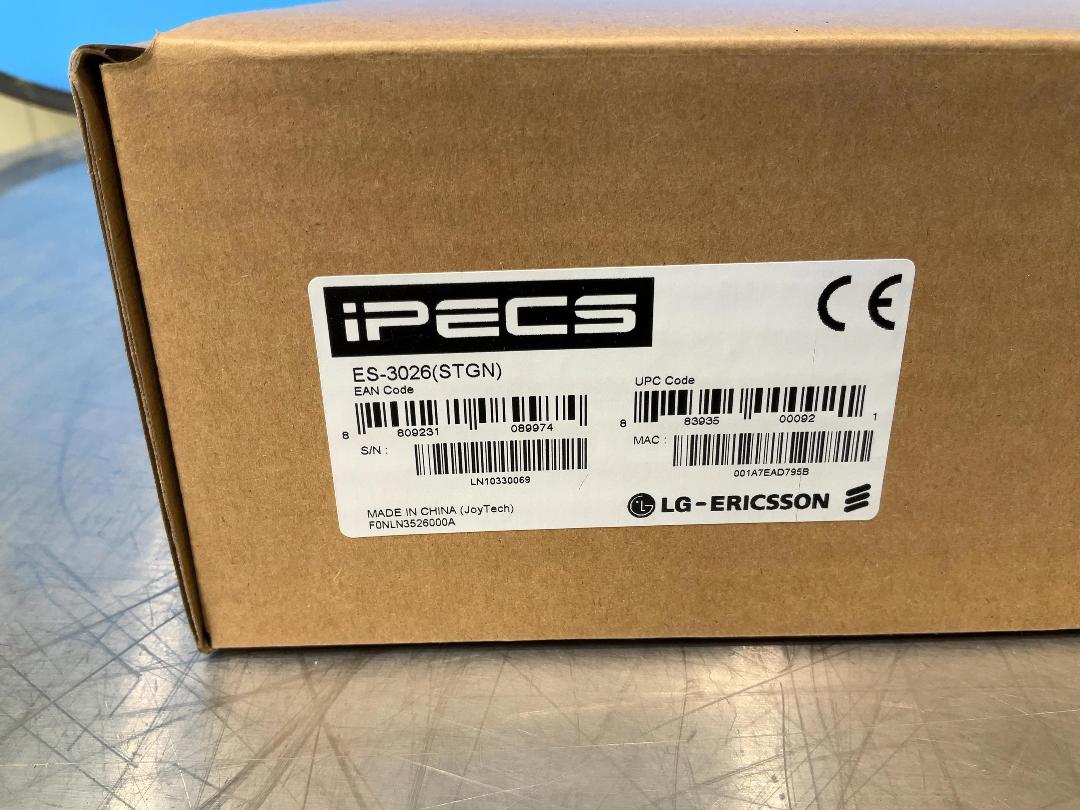 iPECS
CE
ES-3026(STGN)
EAN Code
8 809231 089974
UPC Code
8 83935 00092 1
S/N :
LN10330069
MAC :
001A7EAD795B
MADE IN CHINA (JoyTech)
F0NLN3526000A
LG-ERICSSON